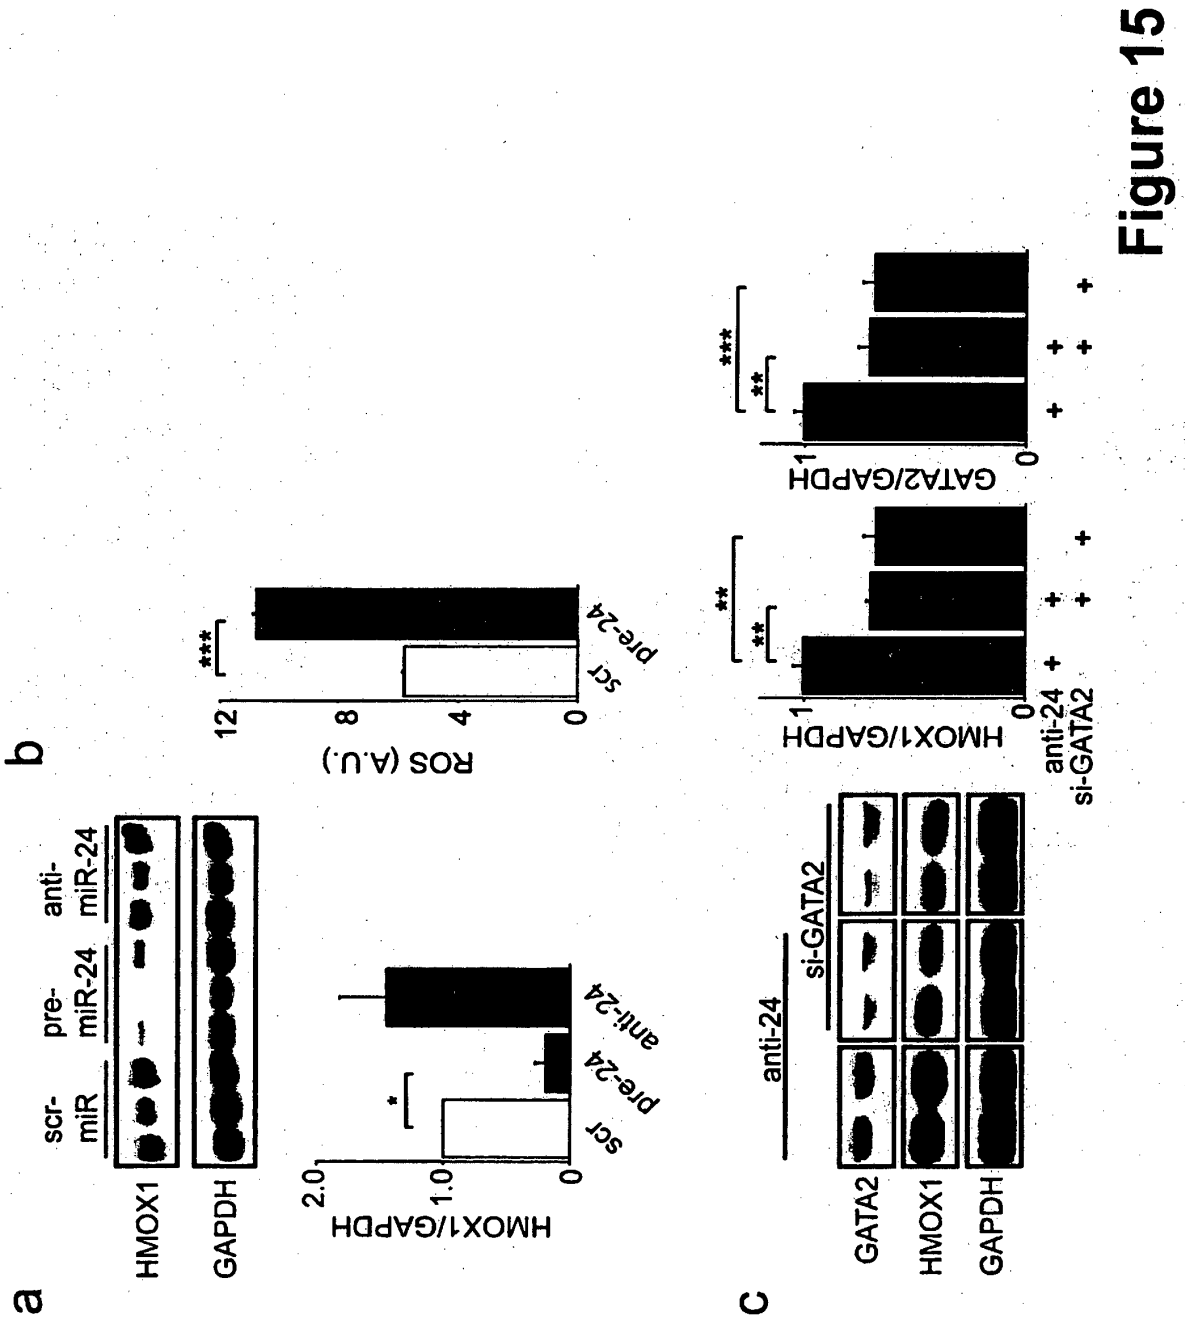 a
scr-
miR
pre-
miR-24
anti-
miR-24
HMOX1
GAPDH
HMOX1/GAPDH
2.0
1.0
0
*
scr
pre-24
anti-24
b
ROS (A.U.)
12
8
4
0
***
scr
pre-24
c
anti-24
si-GATA2
GATA2
HMOX1
GAPDH
HMOX1/GAPDH
1
0
**
**
anti-24 + +
si-GATA2 + +
GATA2/GAPDH
1
0
***
**
+ +
+ +
Figure 15